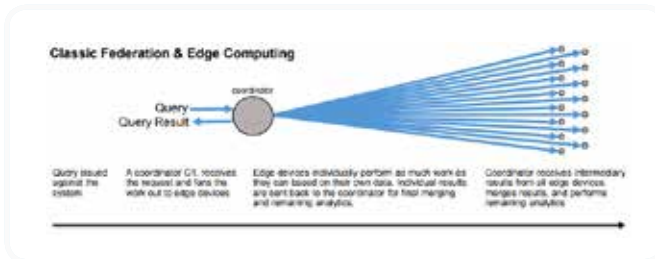 Classic Federation & Edge Computing
coordinator
Query
Query Result
Query issued
against the
system
A coordinator
receives
the request and fans the
work out to edge devices
Edge devices individually perform as much work as
they can based on their own data. Individual results
are sent back to the coordinator for final merging
and remaining analytics.
Coordinator receives intermediary
results from all edge devices,
merges results, and performs
remaining analytics